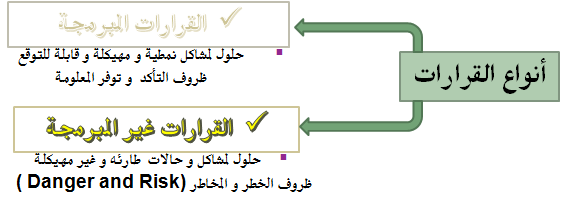 أنواع القرارات
✓ القرارات المبرمجة
▪ حلول لمشاكل نمطية و مهيكلة و قابلة للتوقع
ظروف التأكد و توفر المعلومة
✓ القرارات غير المبرمجة
▪ حلول لمشاكل و حالات طارئه و غير مهيكلة
ظروف الخطر و المخاطر (Danger and Risk )